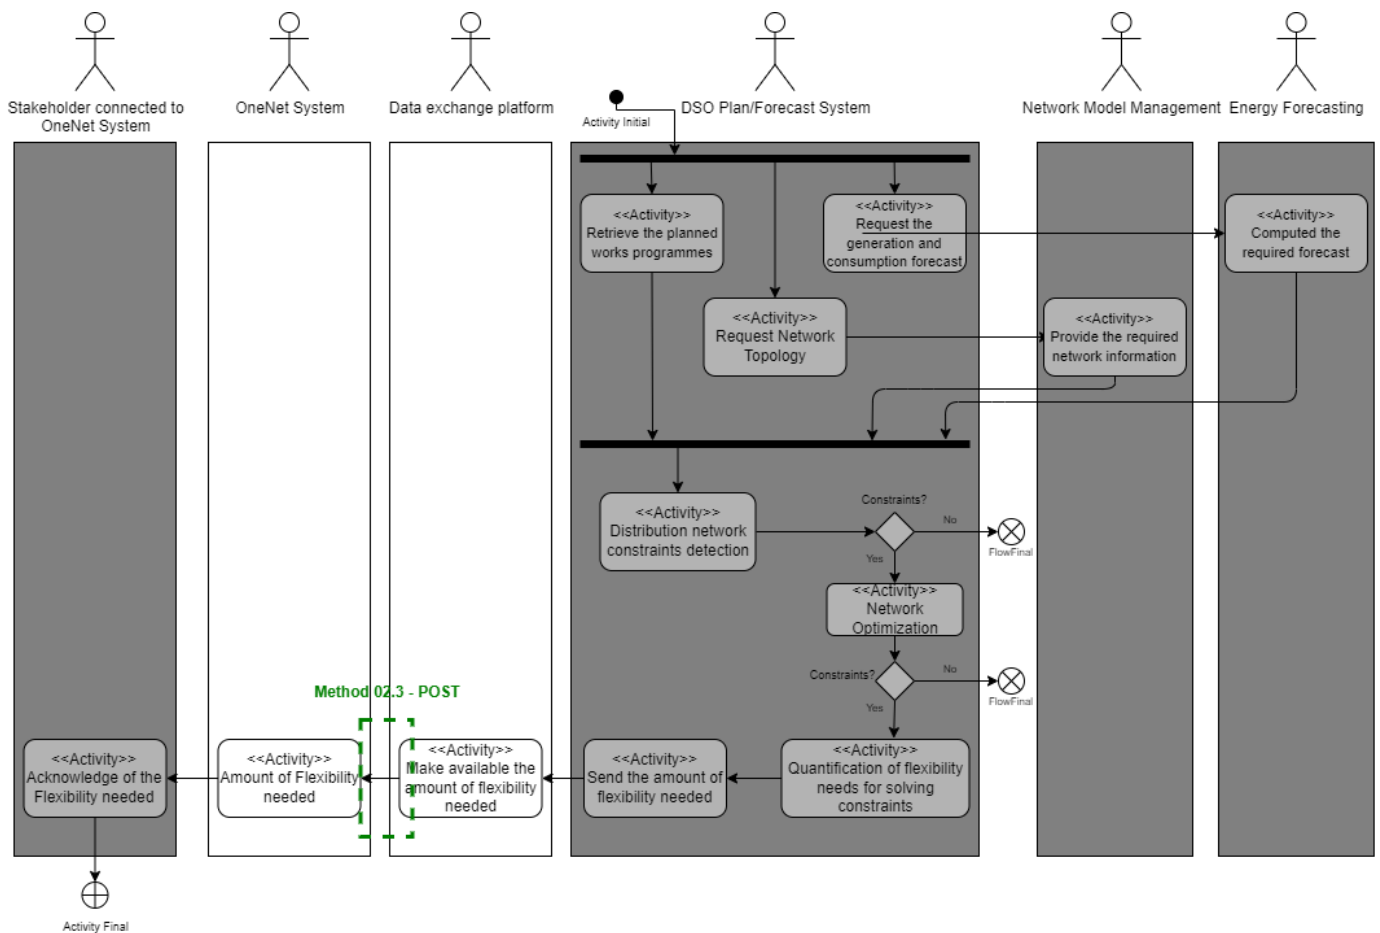 Stakeholder connected to
OneNet System
OneNet System
Data exchange platform
DSO Plan/Forecast System
Network Model Management
Energy Forecasting
Activity Initial
<<Activity>>
Retrieve the planned
works programmes
<<Activity>>
Request the
generation and
consumption forecast
<<Activity>>
Computed the
required forecast
<<Activity>>
Request Network
Topology
<<Activity>>
Provide the required
network information
<<Activity>>
Distribution network
constraints detection
Constraints?
No
FlowFinal
Yes
<<Activity>>
Network
Optimization
Constraints?
No
FlowFinal
Yes
Method 02.3 - POST
<<Activity>>
Acknowledge of the
Flexibility needed
<<Activity>>
Amount of Flexibility
needed
<<Activity>>
Make available the
amount of flexibility
needed
<<Activity>>
Send the amount of
flexibility needed
<<Activity>>
Quantification of flexibility
needs for solving
constraints
Activity Final